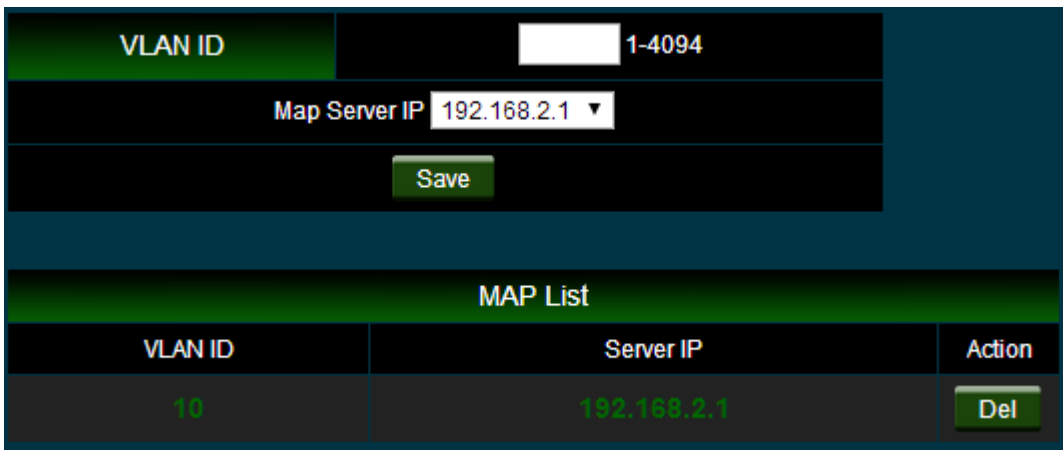 VLAN ID 1-4094
Map Server IP 192.168.2.1
Save
MAP List
VLAN ID Server IP Action
10 192.168.2.1 Del